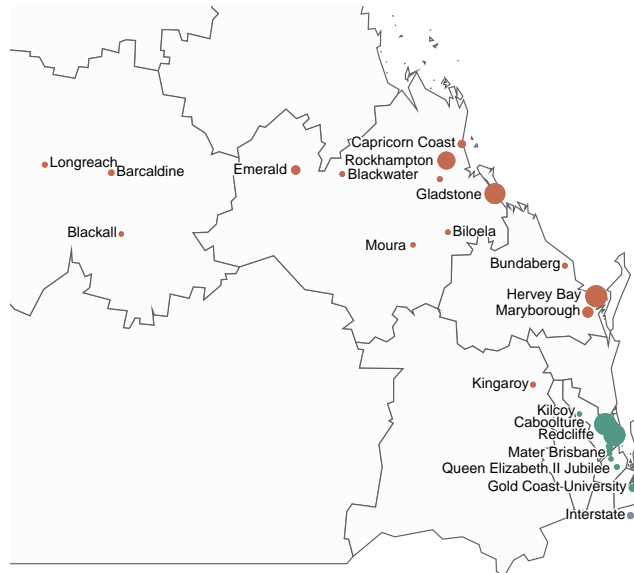 Capricorn Coast
Rockhampton
Longreach
Barcaldine
Emerald
Blackwater
Gladstone
Blackall
Biloela
Moura
Bundaberg
Hervey Bay
Maryborough
Kingaroy
Kilcoy
Caboolture
Redcliffe
Mater Brisbane
Queen Elizabeth II Jubilee
Gold Coast University
Interstate